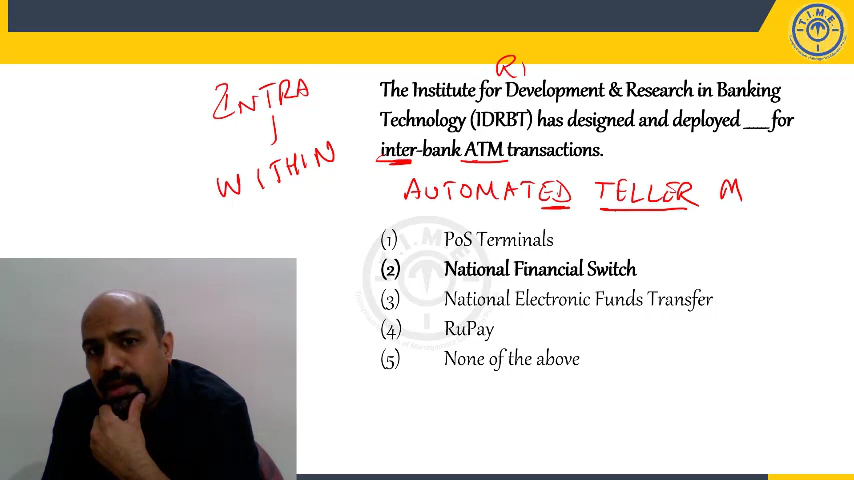 T.I.M.E.
RI
INTRA
WITHIN
The Institute for Development & Research in Banking
Technology (IDRBT) has designed and deployed ____ for
inter-bank ATM transactions.
AUTOMATED TELLER M
(1) PoS Terminals
(2) National Financial Switch
(3) National Electronic Funds Transfer
(4) RuPay
(5) None of the above